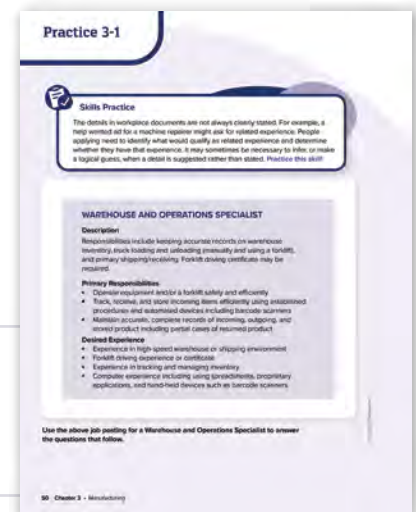 Practice 3-1
Skills Practice
The details in workplace documents are not always clearly stated. For example, a
help wanted ad for a machine repairer might ask for related experience. People
applying need to identify what would qualify as related experience and determine
whether they have that experience. It may sometimes be necessary to infer, or make
a logical guess, when a detail is suggested rather than stated. Practice this skill!
WAREHOUSE AND OPERATIONS SPECIALIST
Description
Responsibilities include keeping accurate records on warehouse
inventory, truck loading and unloading (manually and using a forklift),
and primary shipping/receiving. Forklift driving certificate may be
required.
Primary Responsibilities
• Operate equipment and/or a forklift safely and efficiently
• Track, receive, and store incoming items efficiently using established
procedures and automated devices including barcode scanners
• Maintain accurate, complete records of incoming, outgoing, and
stored product including partial cases of returned product
Desired Experience
• Experience in high-speed warehouse or shipping environment
• Forklift driving experience or certificate
• Experience in tracking and managing inventory
• Computer experience including using spreadsheets, proprietary
applications, and hand-held devices such as barcode scanners
Use the above job posting for a Warehouse and Operations Specialist to answer
the questions that follow.
50 Chapter 3 • Manufacturing